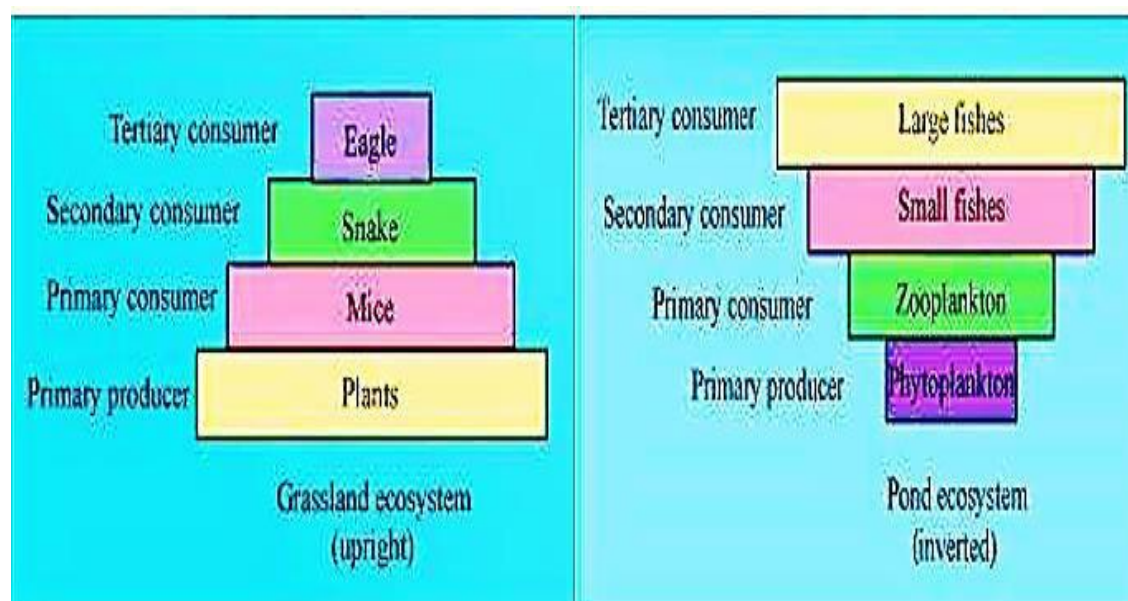 Tertiary consumer
Eagle
Secondary consumer
Snake
Primary consumer
Mice
Primary producer
Plants
Grassland ecosystem
(upright)
Tertiary consumer
Large fishes
Secondary consumer
Small fishes
Primary consumer
Zooplankton
Primary producer
Phytoplankton
Pond ecosystem
(inverted)